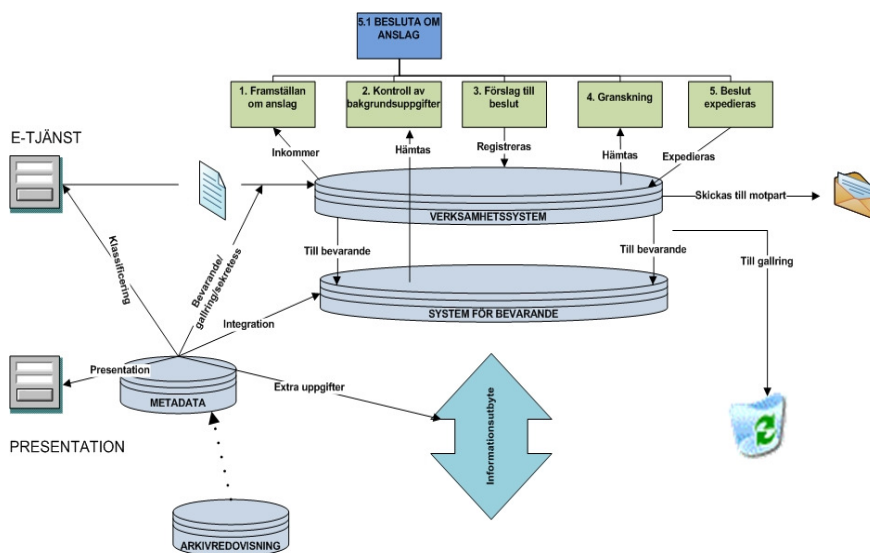 5.1 BESLUTA OM
ANSLAG
1. Framställan
om anslag
2. Kontroll av
bakgrundsuppgifter
3. Förslag till
beslut
4. Granskning
5. Beslut
expedieras
E-TJÄNST
Inkommer
Hämtas
Registreras
Hämtas
Expedieras
VERKSAMHETSSYSTEM
Skickas till motpart
Klassificering
Bevarande/
gallring/sekretess
Till bevarande
Till bevarande
Till gallring
Integration
SYSTEM FÖR BEVARANDE
Presentation
METADATA
Extra uppgifter
Informationsutbyte
PRESENTATION
ARKIVREDOVISNING